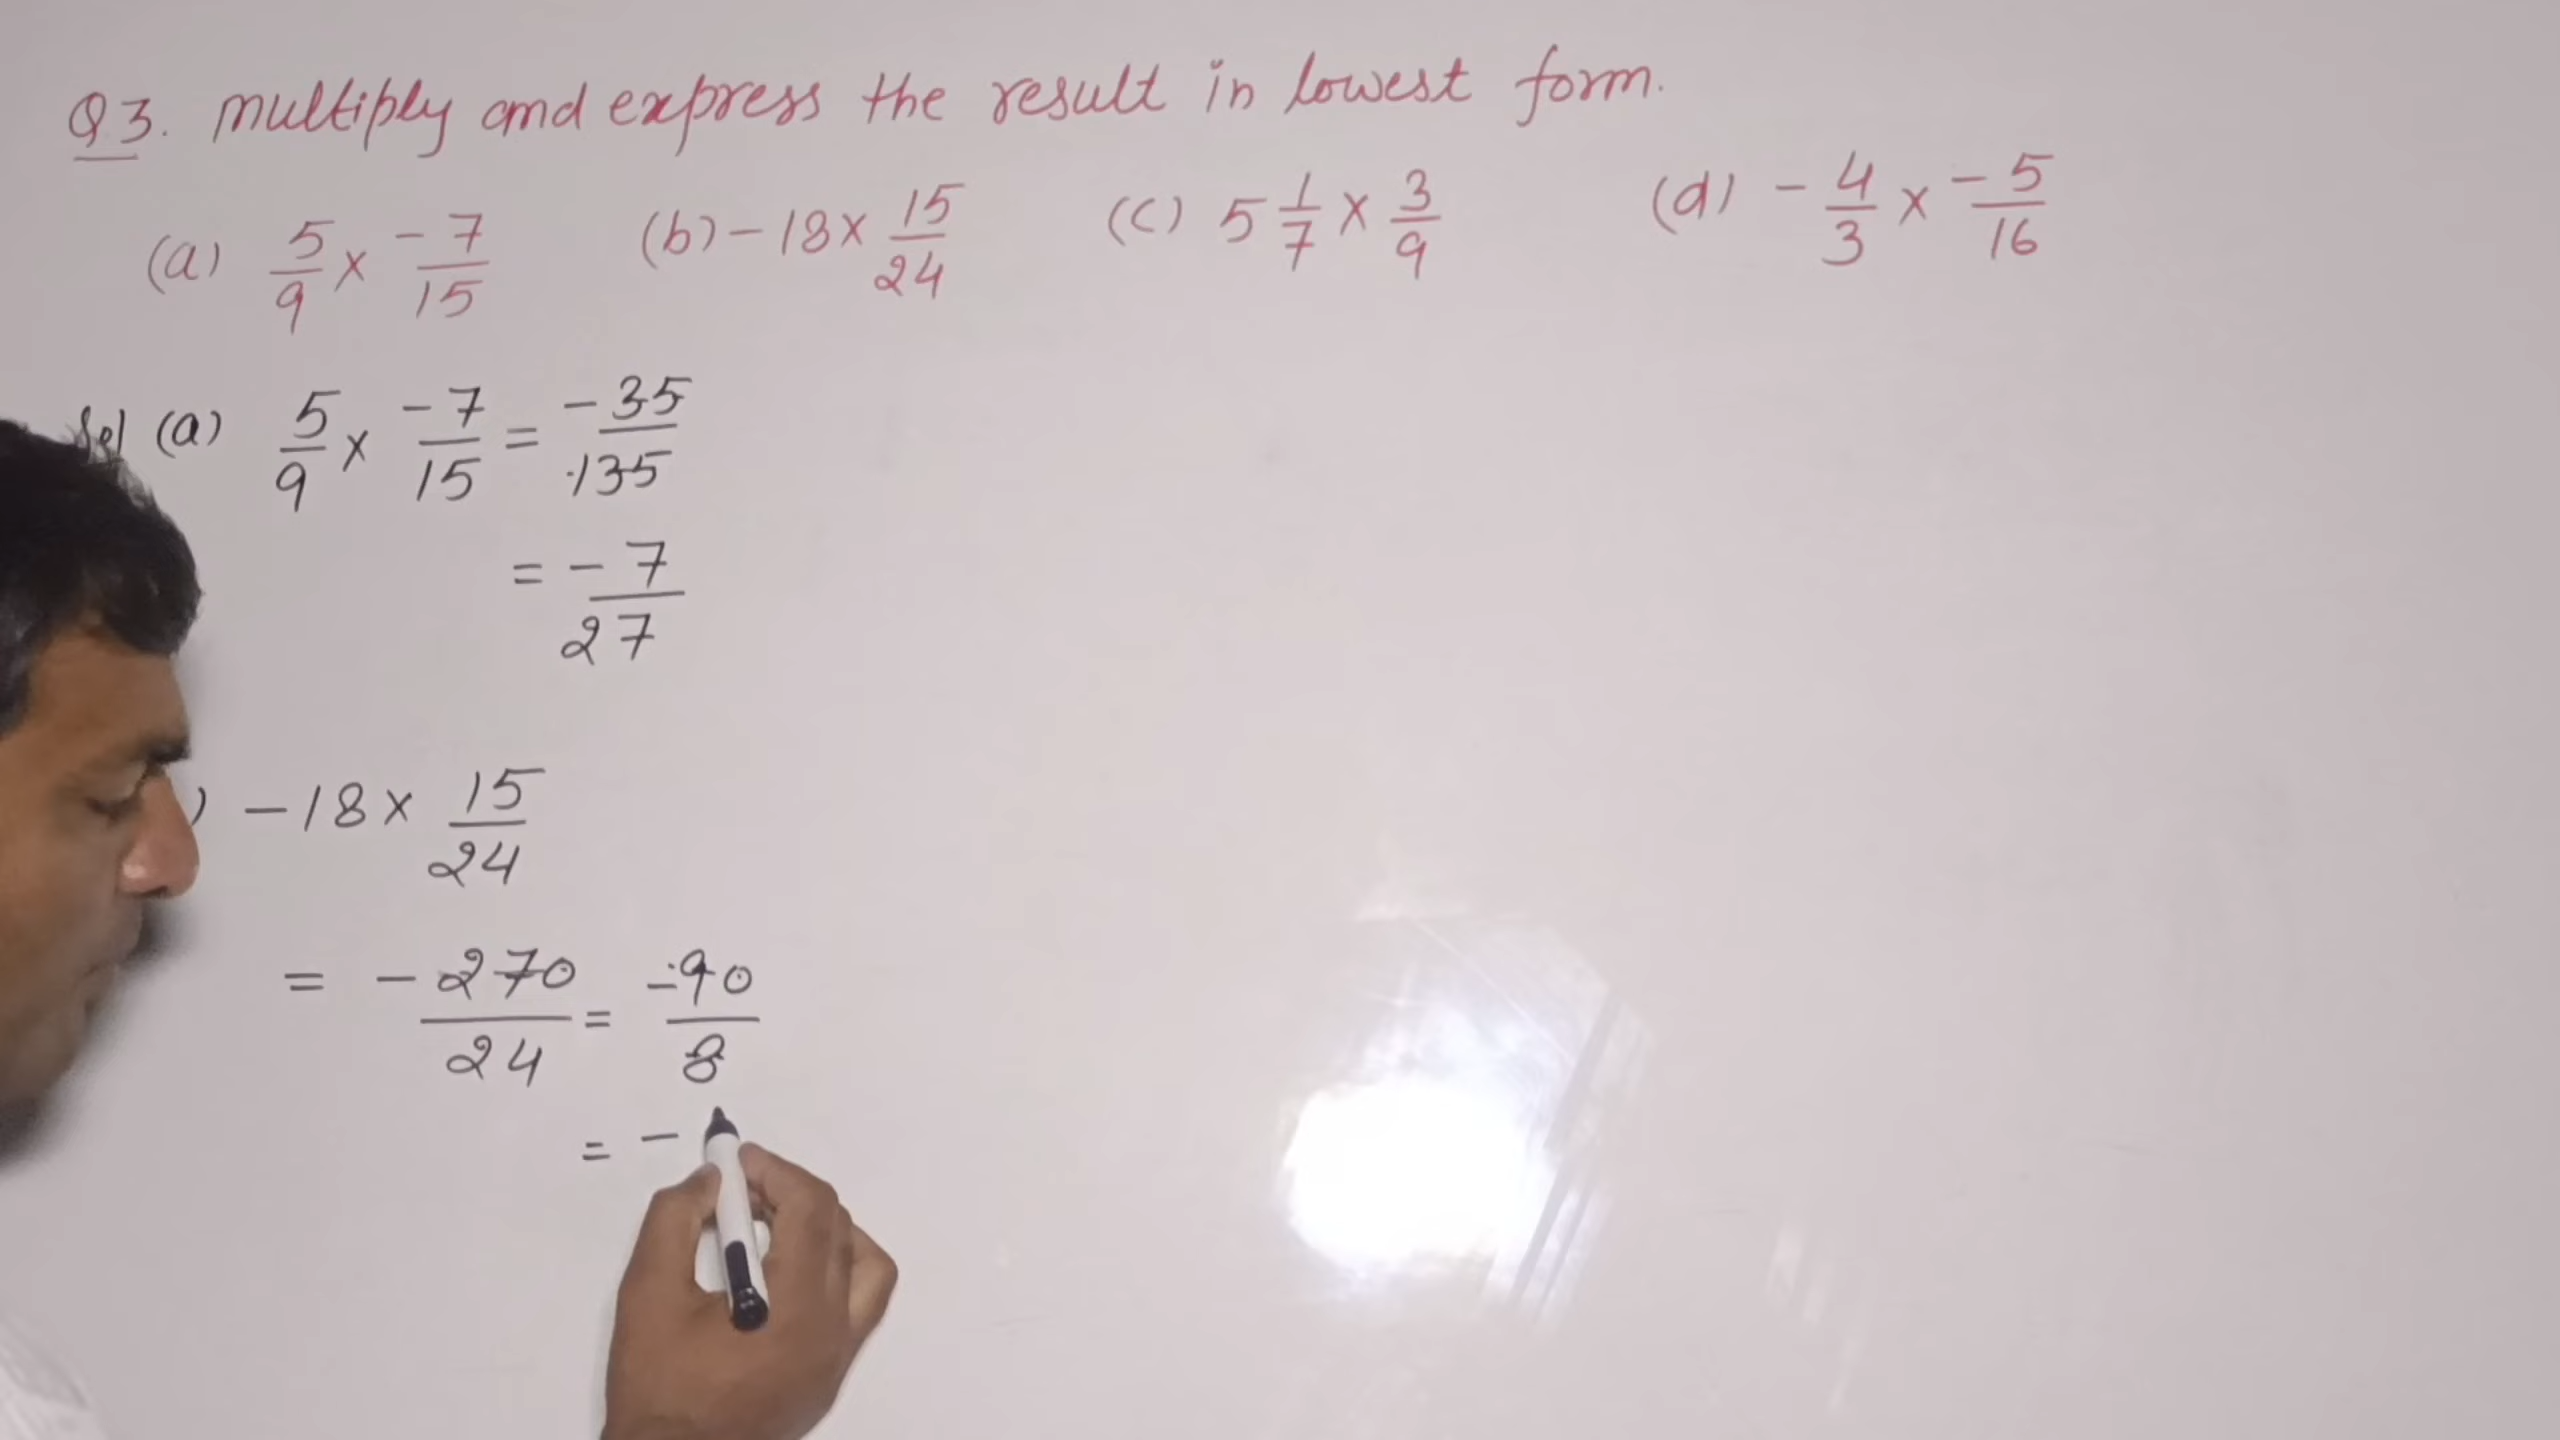 Q3. multiply and express the result in lowest form.
(a) 5/9 × -7/15 (b) -18 × 15/24 (c) 5 1/7 × 3/9 (d) -4/3 × -5/16
Sol (a) 5/9 × -7/15 = -35/135
= -7/27
) -18 × 15/24
= -270/24 = -90/8
= -